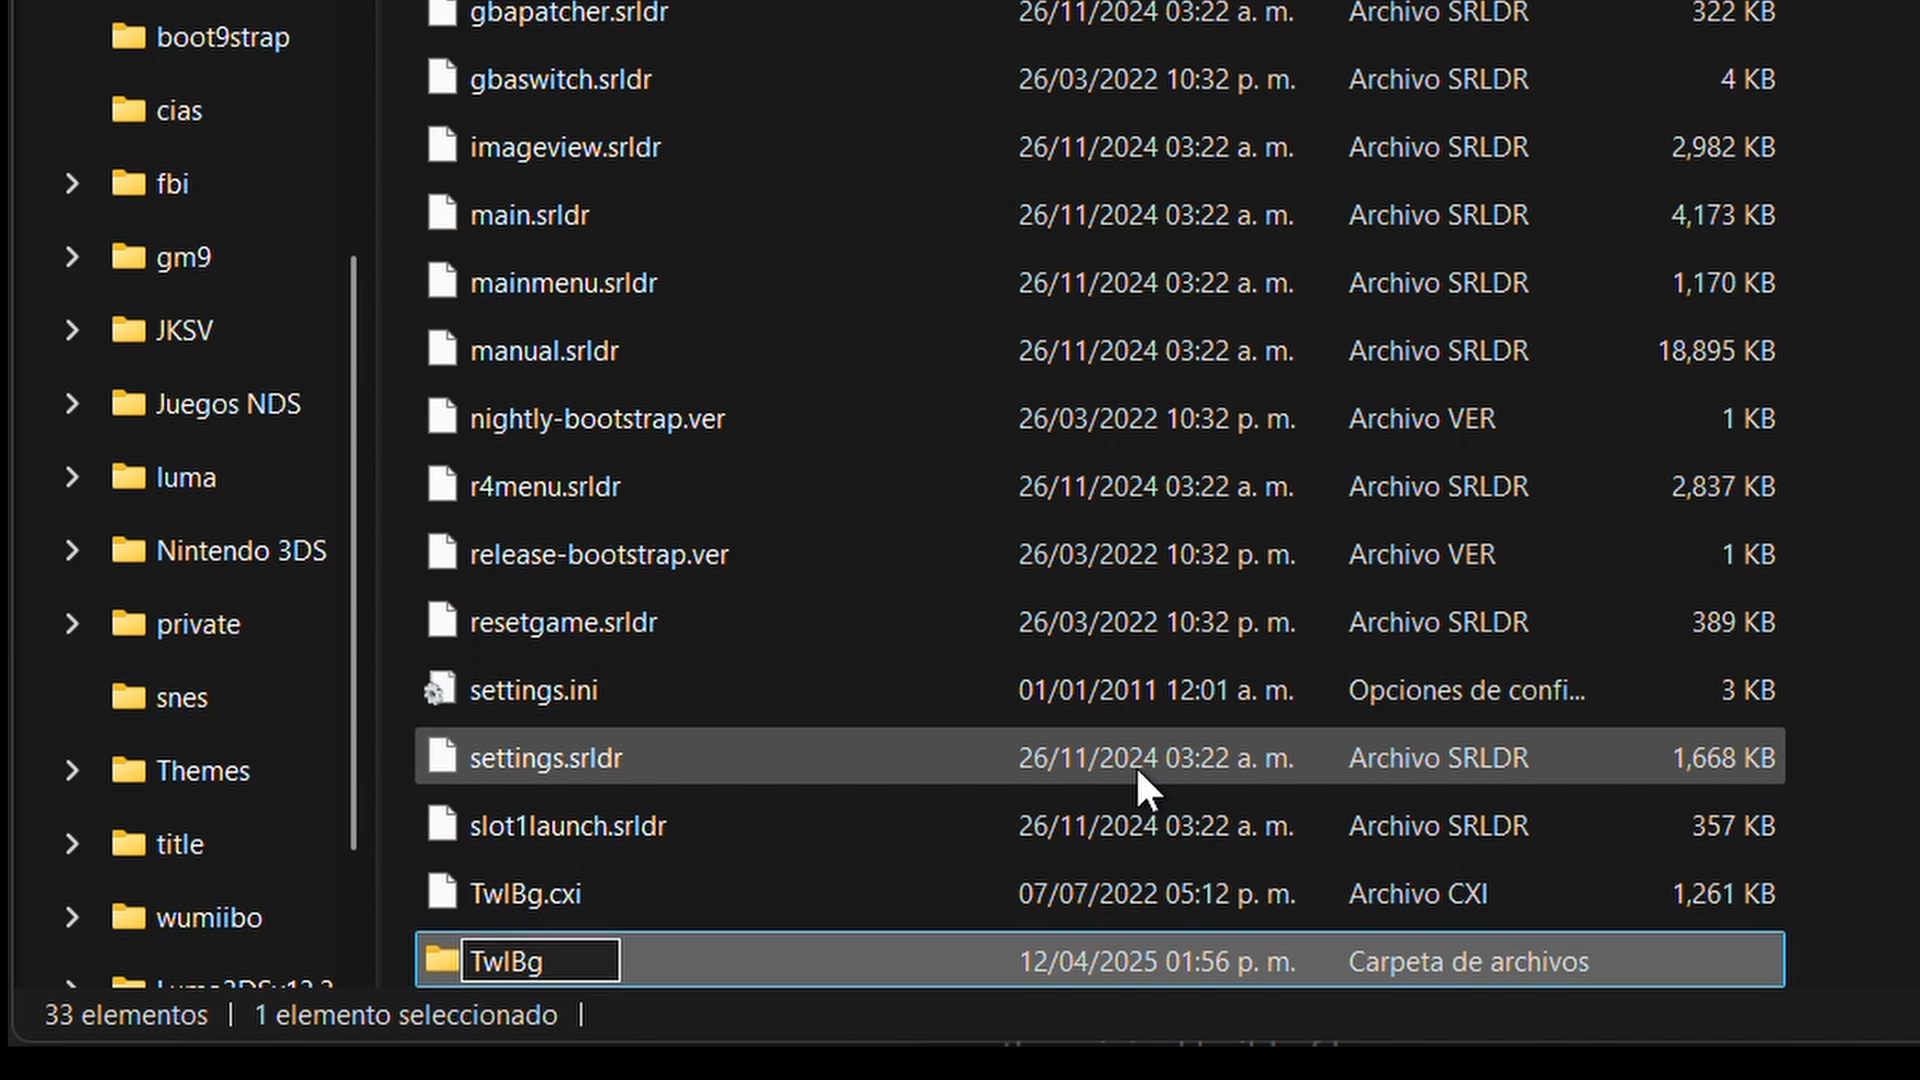 boot9strap
cias
fbi
gm9
JKSV
Juegos NDS
luma
Nintendo 3DS
private
snes
Themes
title
wumiibo
gbapatcher.srldr 26/11/2024 03:22 a. m. Archivo SRLDR 322 KB
gbaswitch.srldr 26/03/2022 10:32 p. m. Archivo SRLDR 4 KB
imageview.srldr 26/11/2024 03:22 a. m. Archivo SRLDR 2,982 KB
main.srldr 26/11/2024 03:22 a. m. Archivo SRLDR 4,173 KB
mainmenu.srldr 26/11/2024 03:22 a. m. Archivo SRLDR 1,170 KB
manual.srldr 26/11/2024 03:22 a. m. Archivo SRLDR 18,895 KB
nightly-bootstrap.ver 26/03/2022 10:32 p. m. Archivo VER 1 KB
r4menu.srldr 26/11/2024 03:22 a. m. Archivo SRLDR 2,837 KB
release-bootstrap.ver 26/03/2022 10:32 p. m. Archivo VER 1 KB
resetgame.srldr 26/03/2022 10:32 p. m. Archivo SRLDR 389 KB
settings.ini 01/01/2011 12:01 a. m. Opciones de confi... 3 KB
settings.srldr 26/11/2024 03:22 a. m. Archivo SRLDR 1,668 KB
slot1launch.srldr 26/11/2024 03:22 a. m. Archivo SRLDR 357 KB
TwlBg.cxi 07/07/2022 05:12 p. m. Archivo CXI 1,261 KB
TwlBg 12/04/2025 01:56 p. m. Carpeta de archivos
33 elementos | 1 elemento seleccionado |